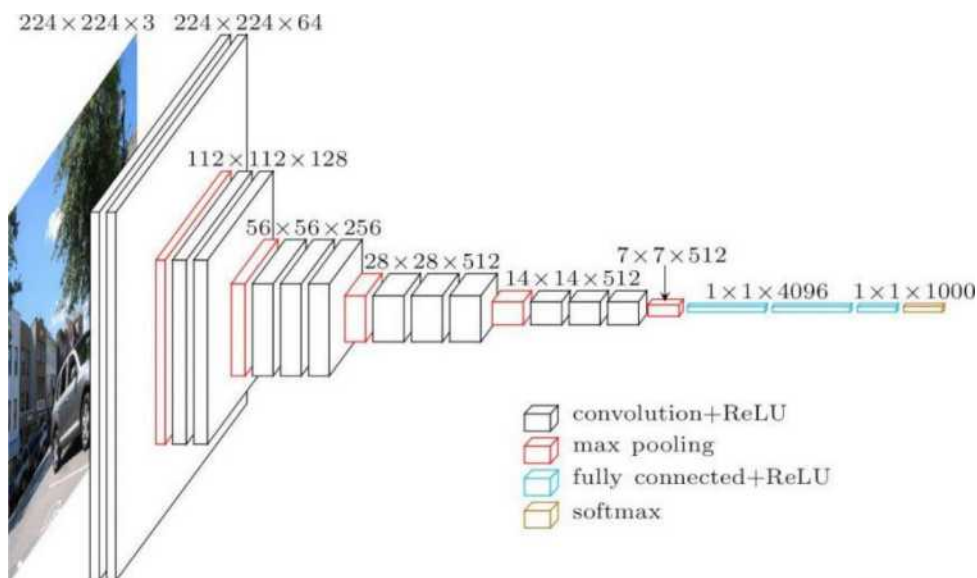 224×224×3
224×224×64
112×112×128
56×56×256
28×28×512
14×14×512
7×7×512
1×1×4096
1×1×1000
convolution+ReLU
max pooling
fully connected+ReLU
softmax